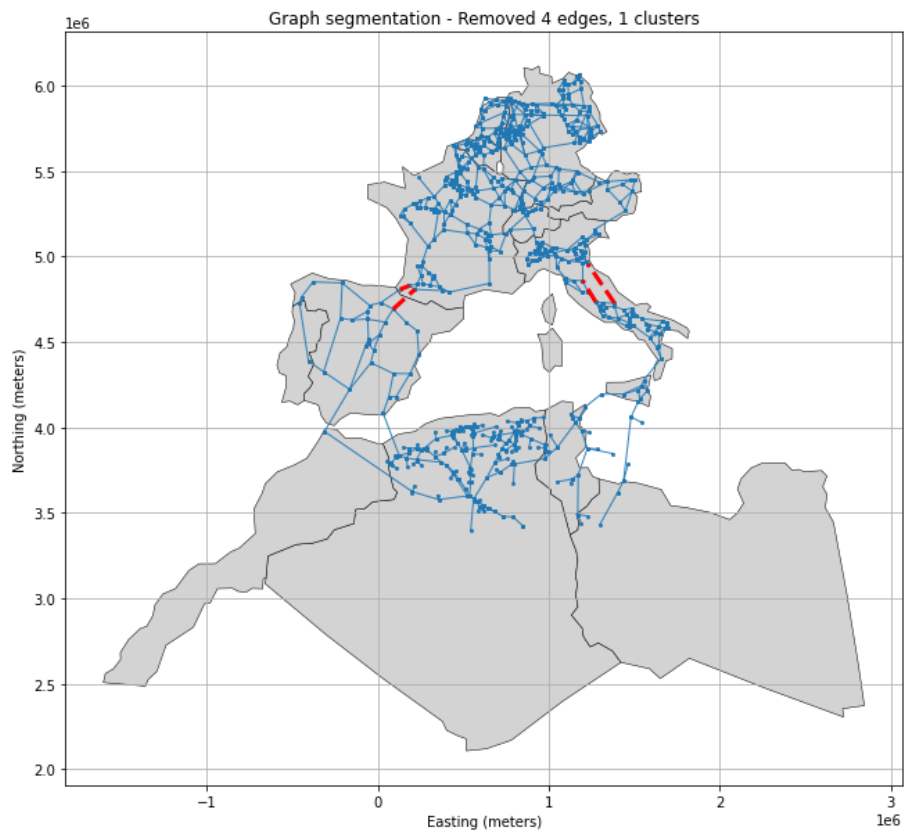 Graph segmentation - Removed 4 edges, 1 clusters
1e6
6.0
5.5
5.0
4.5
4.0
3.5
3.0
2.5
2.0
Northing (meters)
−1
0
1
2
3
Easting (meters)
1e6